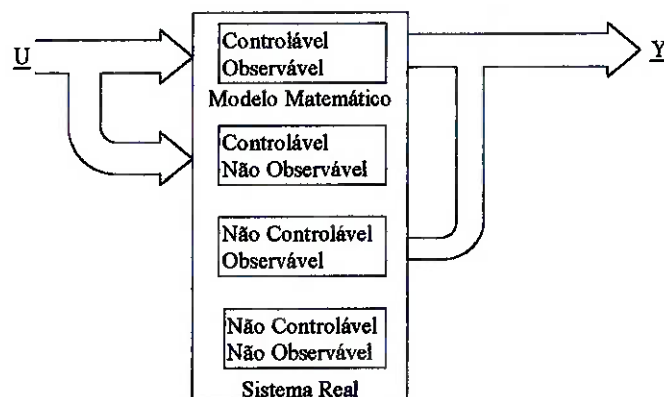 U
Controlável
Observável
Y
Modelo Matemático
Controlável
Não Observável
Não Controlável
Observável
Não Controlável
Não Observável
Sistema Real